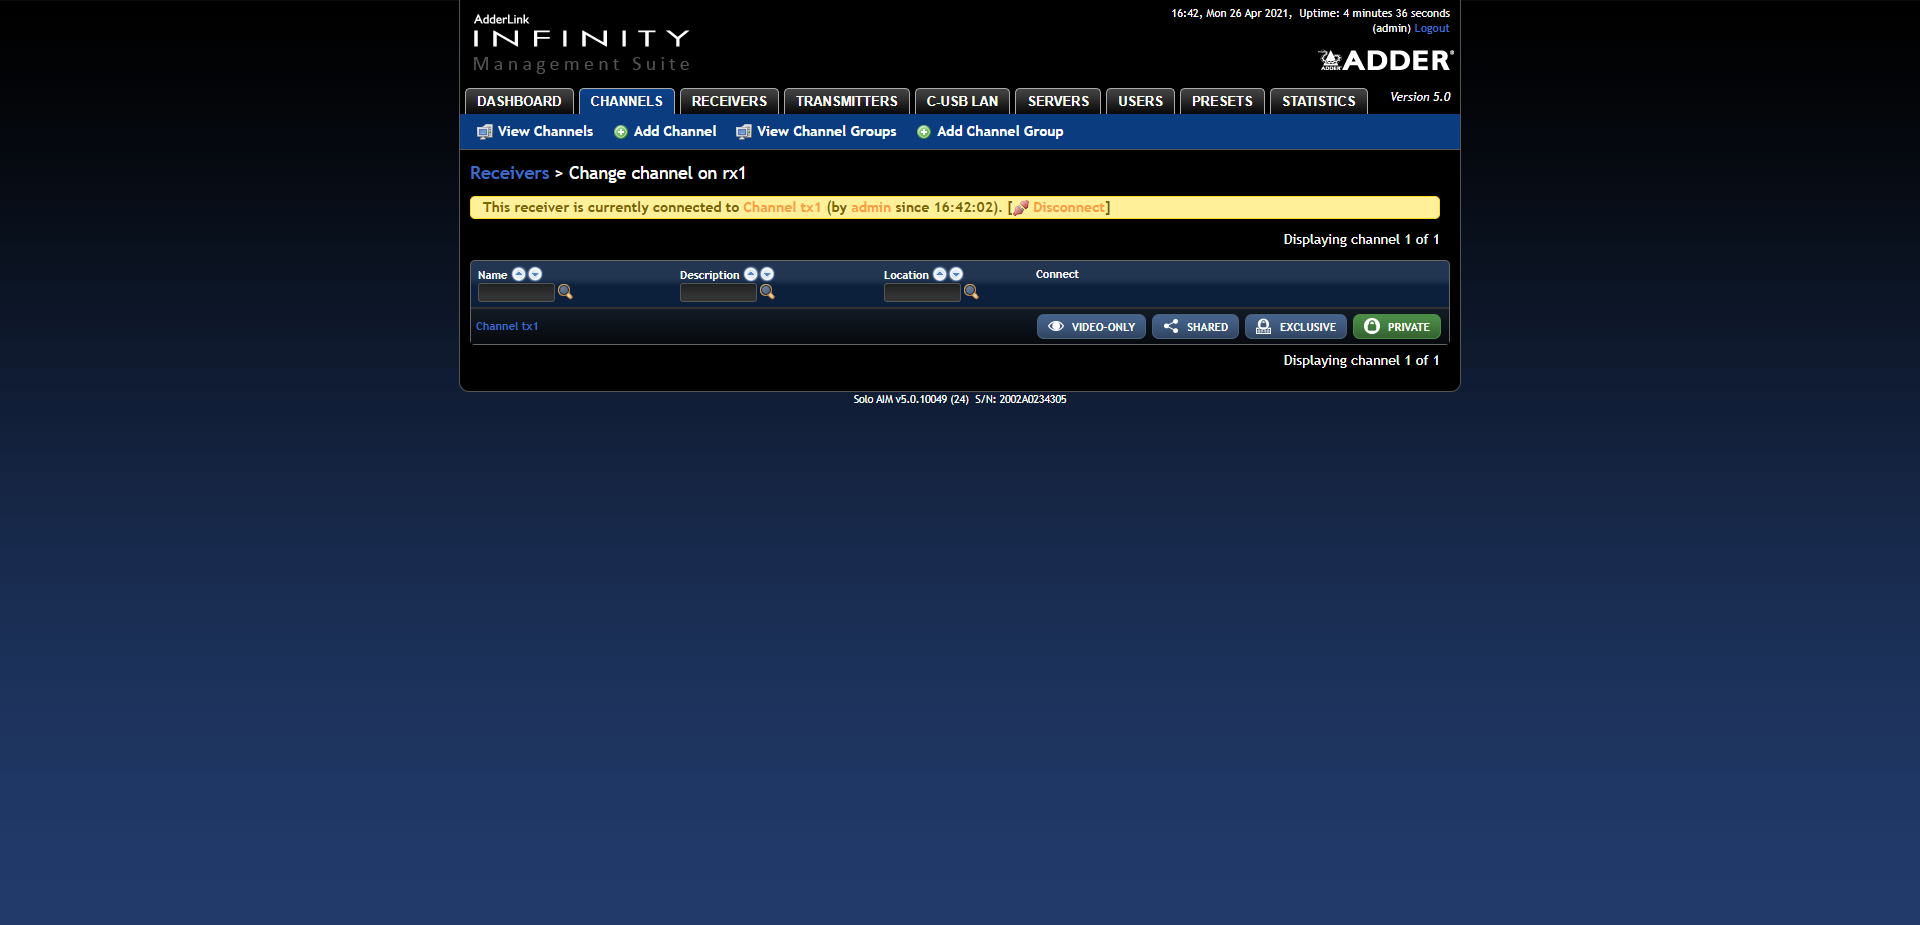 AdderLink
INFINITY
Management Suite
16:42, Mon 26 Apr 2021, Uptime: 4 minutes 36 seconds
(admin) Logout
ADDER
DASHBOARD CHANNELS RECEIVERS TRANSMITTERS C-USB LAN SERVERS USERS PRESETS STATISTICS Version 5.0
View Channels Add Channel View Channel Groups Add Channel Group
Receivers > Change channel on rx1
This receiver is currently connected to Channel tx1 (by admin since 16:42:02). [Disconnect]
Displaying channel 1 of 1
Name Description Location Connect
Channel tx1 VIDEO-ONLY SHARED EXCLUSIVE PRIVATE
Displaying channel 1 of 1
Solo AIM v5.0.10049 (24) S/N: 2002A0234305